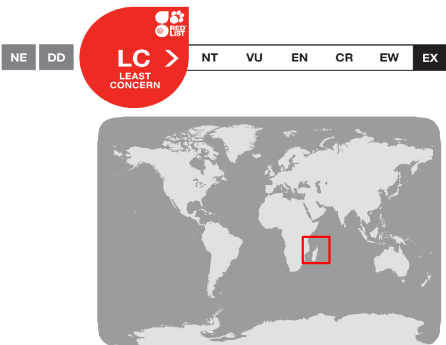 RED
LIST
NE DD LC > NT VU EN CR EW EX
LEAST
CONCERN